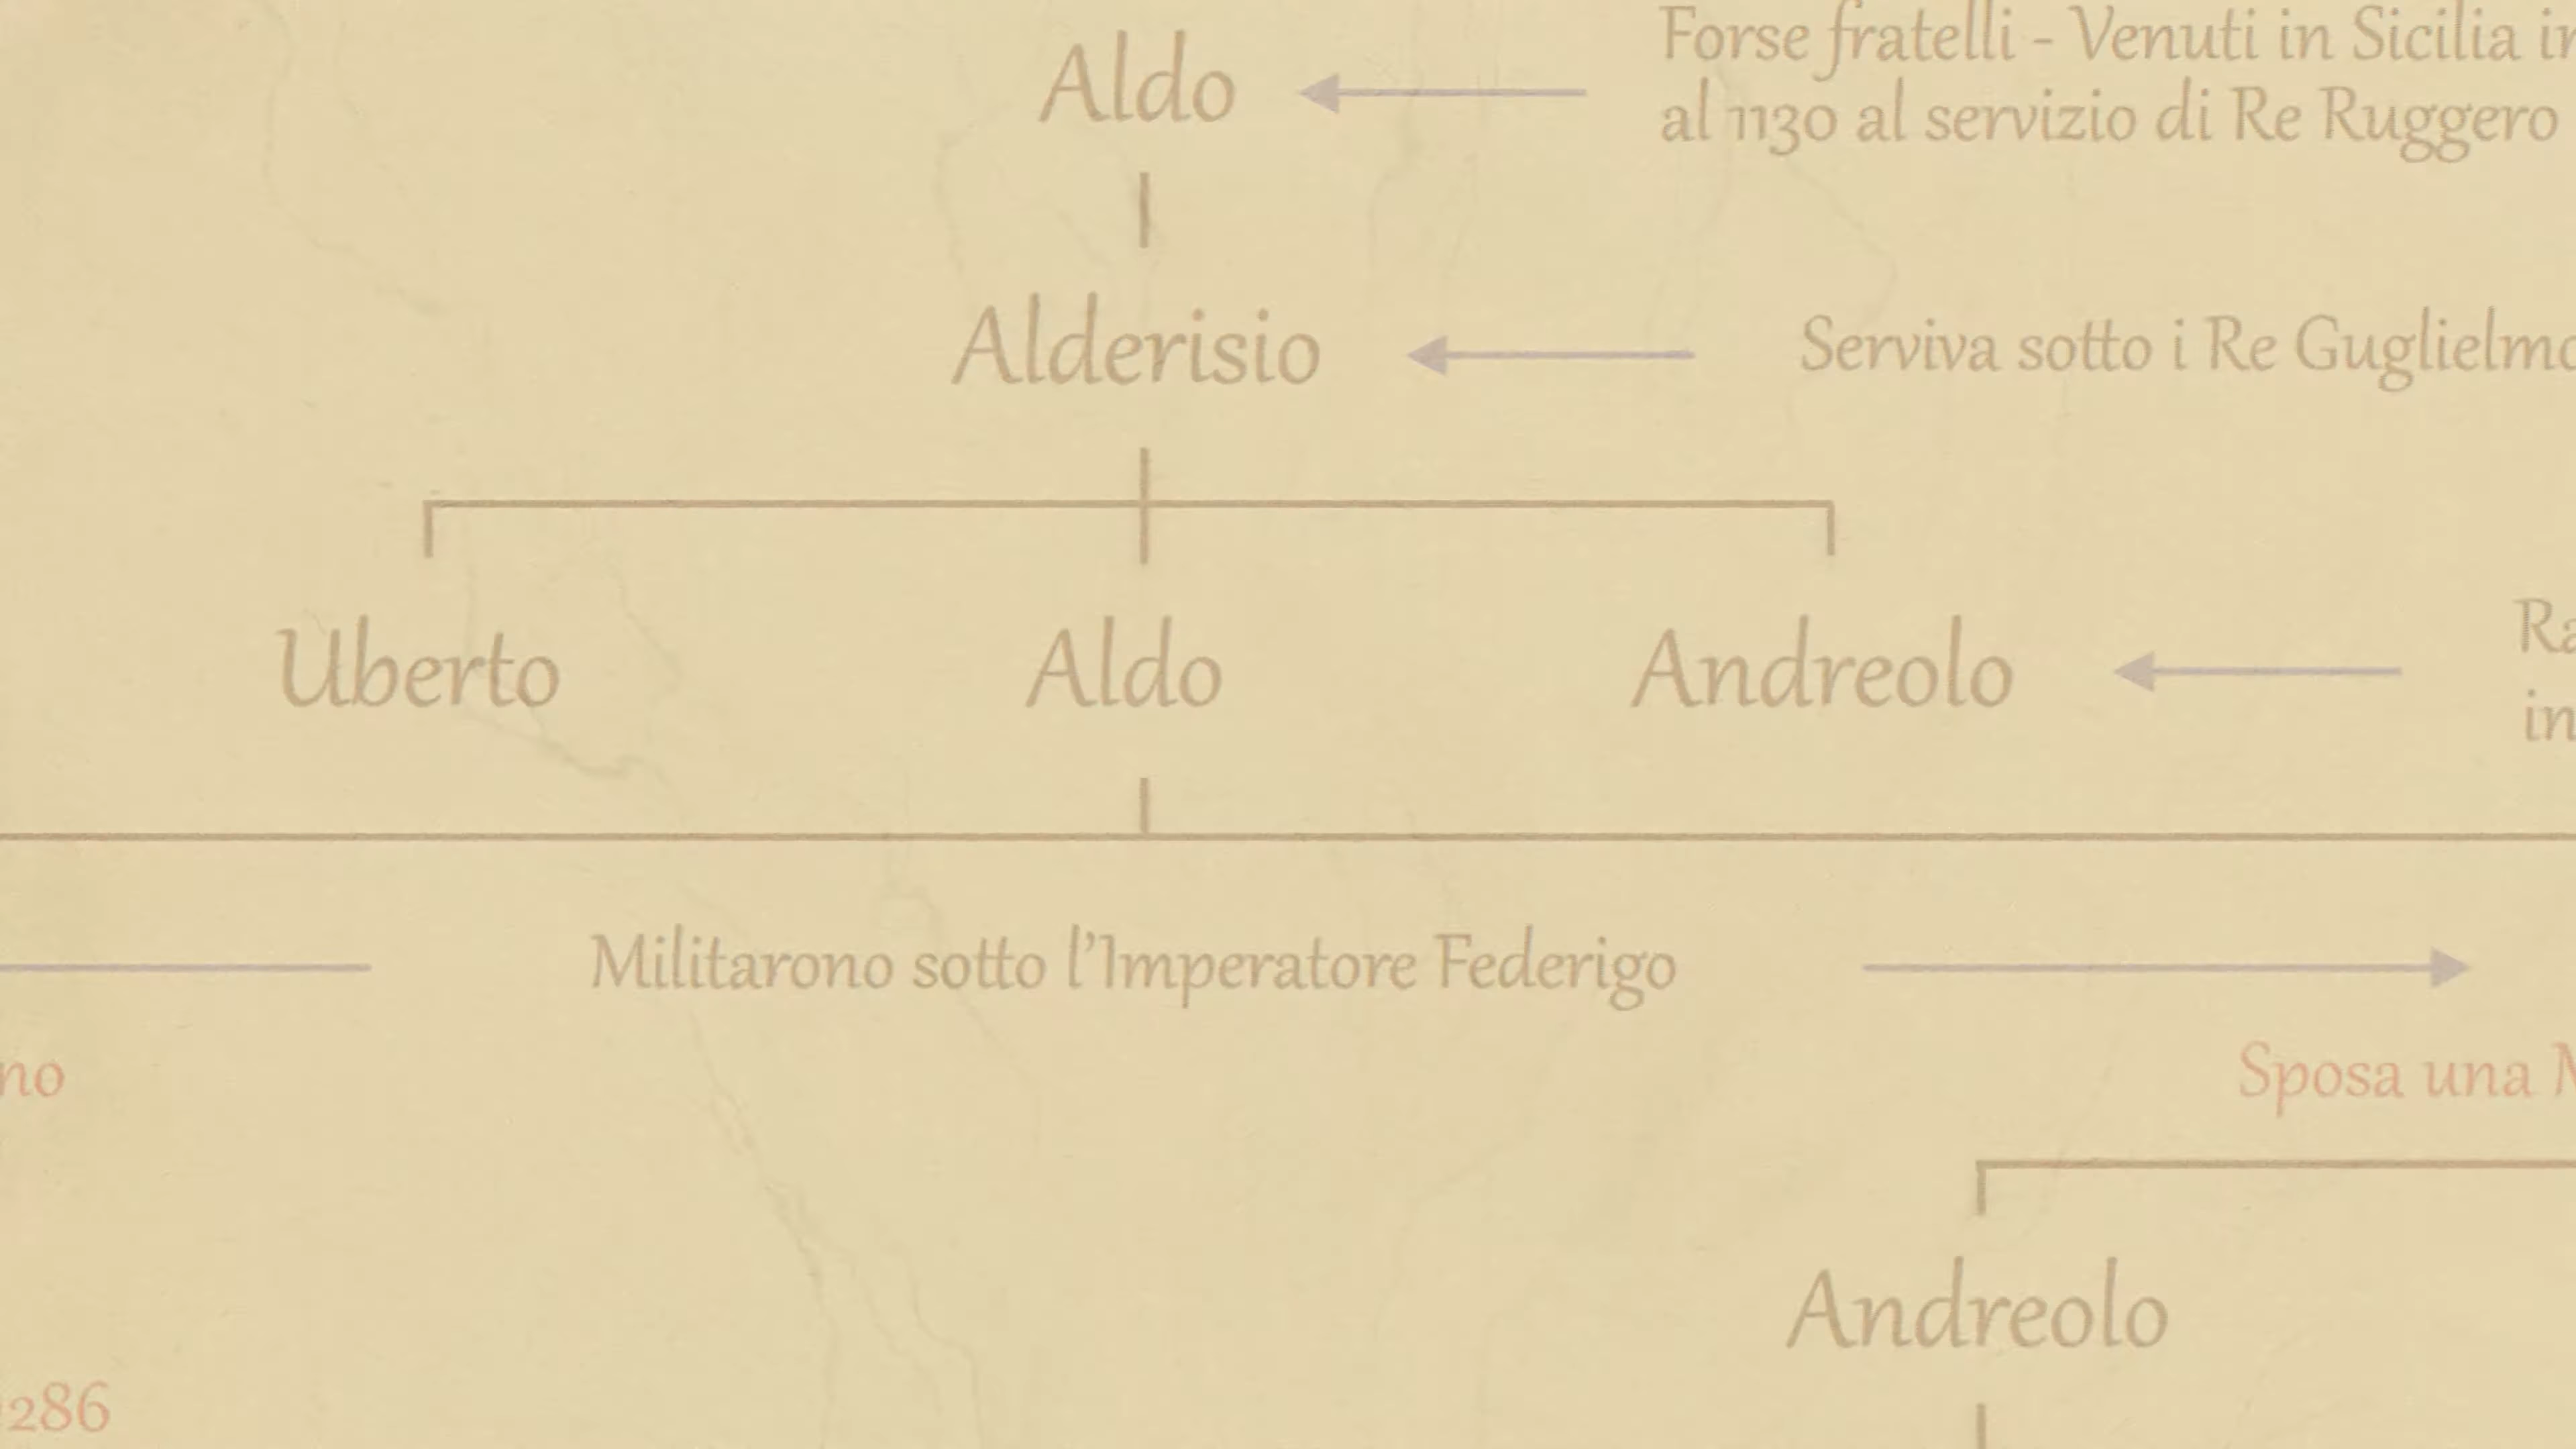 Forse fratelli - Venuti in Sicilia
Aldo
al 1130 al servizio di Re Ruggero
Alderisio
Serviva sotto i Re
Uberto
Aldo
Andreolo
Militarono sotto l'Imperatore Federigo
Sposa una
Andreolo